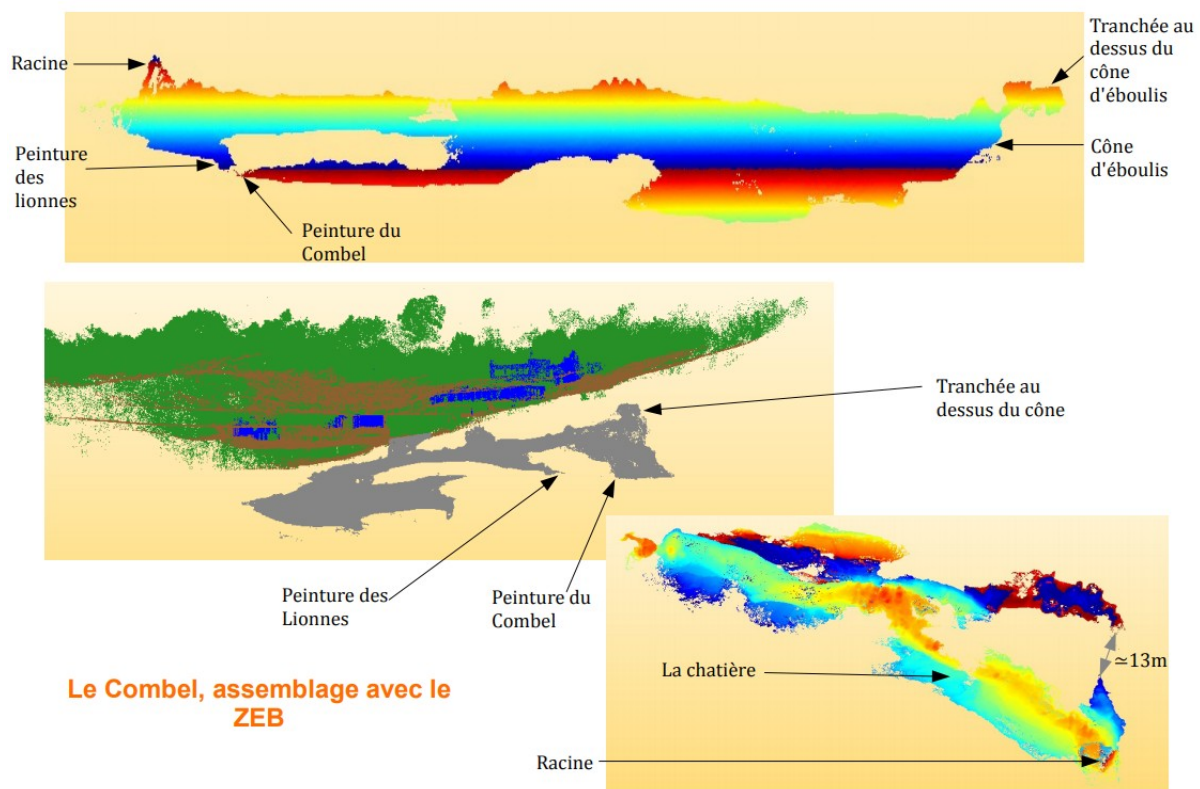 Racine
Tranchée au
dessus du
cône
d'éboulis
Peinture
des
lionnes
Cône
d'éboulis
Peinture du
Combel
Tranchée au
dessus du cône
Peinture des
Lionnes
Peinture du
Combel
La chatière
≃13m
Racine
Le Combel, assemblage avec le
ZEB